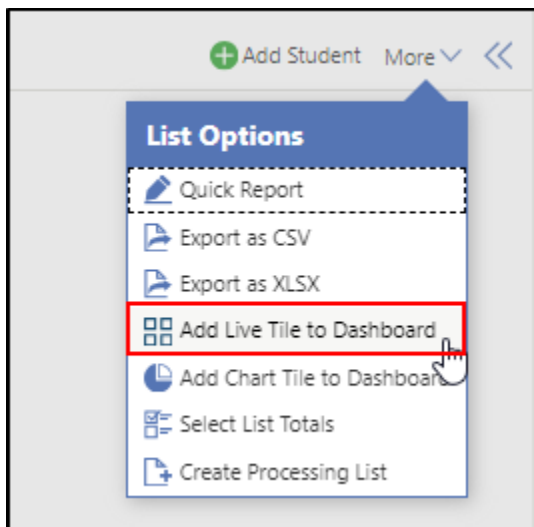 Add Student More
List Options
Quick Report
Export as CSV
Export as XLSX
Add Live Tile to Dashboard
Add Chart Tile to Dashboard
Select List Totals
Create Processing List